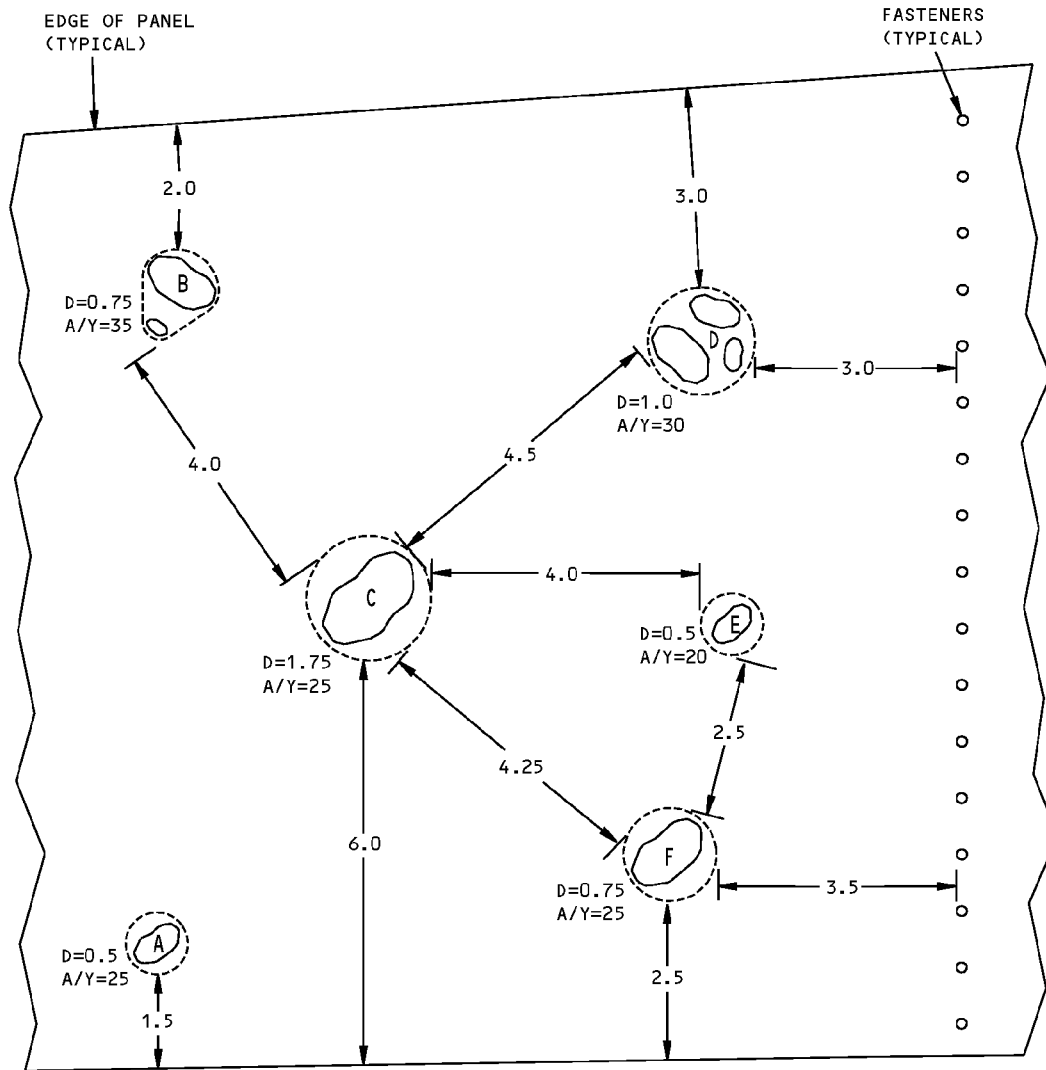 EDGE OF PANEL
(TYPICAL)
FASTENERS
(TYPICAL)
2.0
3.0
B
D=0.75
A/Y=35
D
3.0
D=1.0
A/Y=30
4.5
4.0
4.0
C
E
D=0.5
A/Y=20
D=1.75
A/Y=25
2.5
4.25
6.0
F
D=0.75
A/Y=25
3.5
A
D=0.5
A/Y=25
2.5
1.5